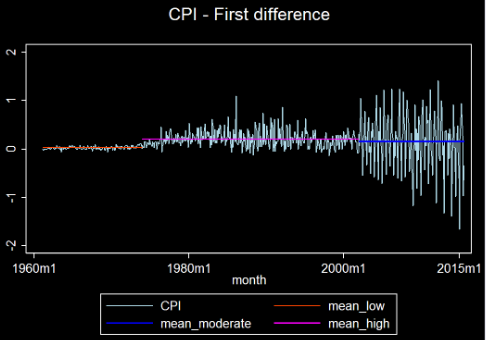 CPI - First difference
2
1
0
-1
-2
1960m1 1980m1 2000m1 2015m1
month
CPI mean_low
mean_moderate mean_high